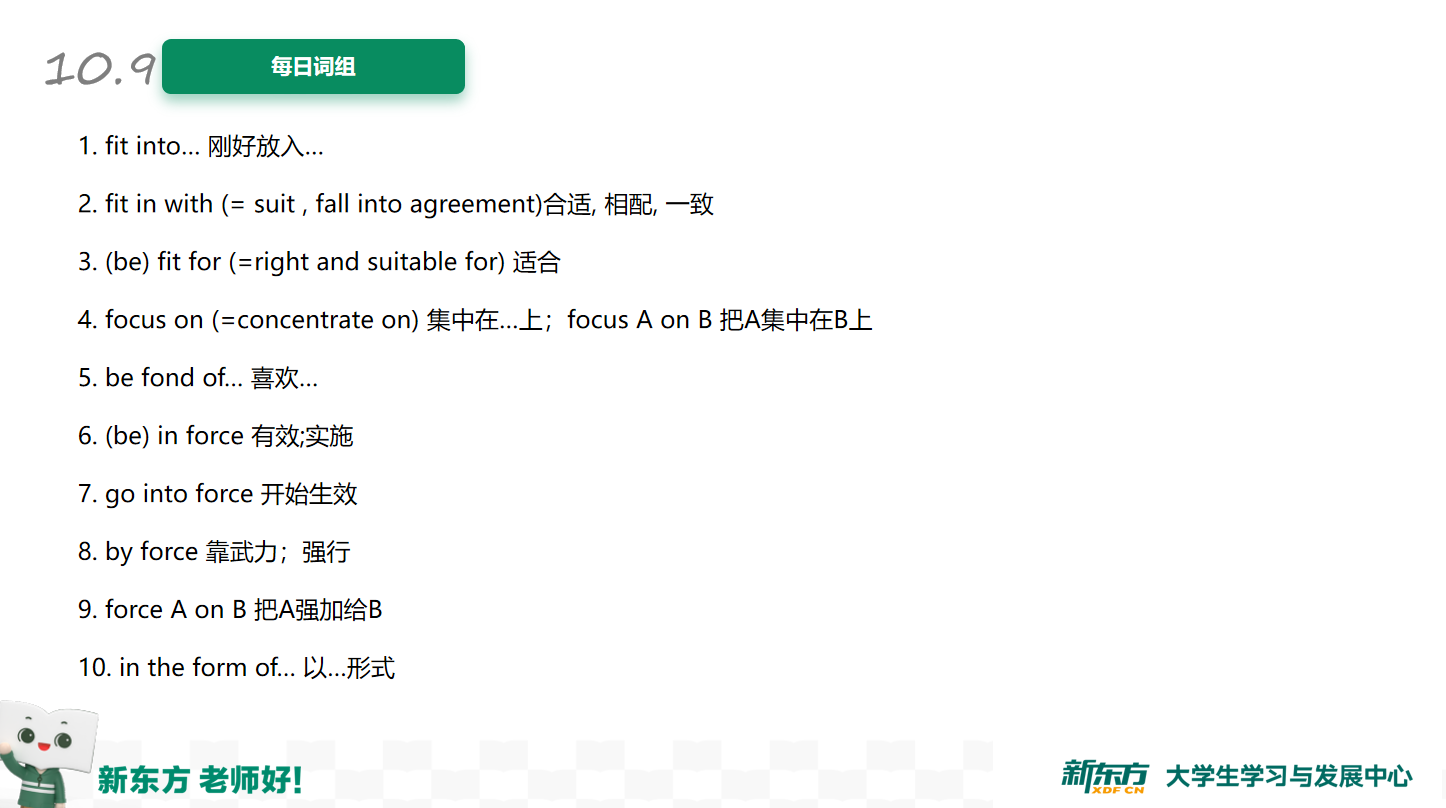 10.9 每日词组
1. fit into... 刚好放入...
2. fit in with (= suit , fall into agreement)合适, 相配, 一致
3. (be) fit for (=right and suitable for) 适合
4. focus on (=concentrate on) 集中在...上；focus A on B 把A集中在B上
5. be fond of... 喜欢...
6. (be) in force 有效;实施
7. go into force 开始生效
8. by force 靠武力；强行
9. force A on B 把A强加给B
10. in the form of... 以...形式
新东方 老师好!
新东方 XDF.CN 大学生学习与发展中心